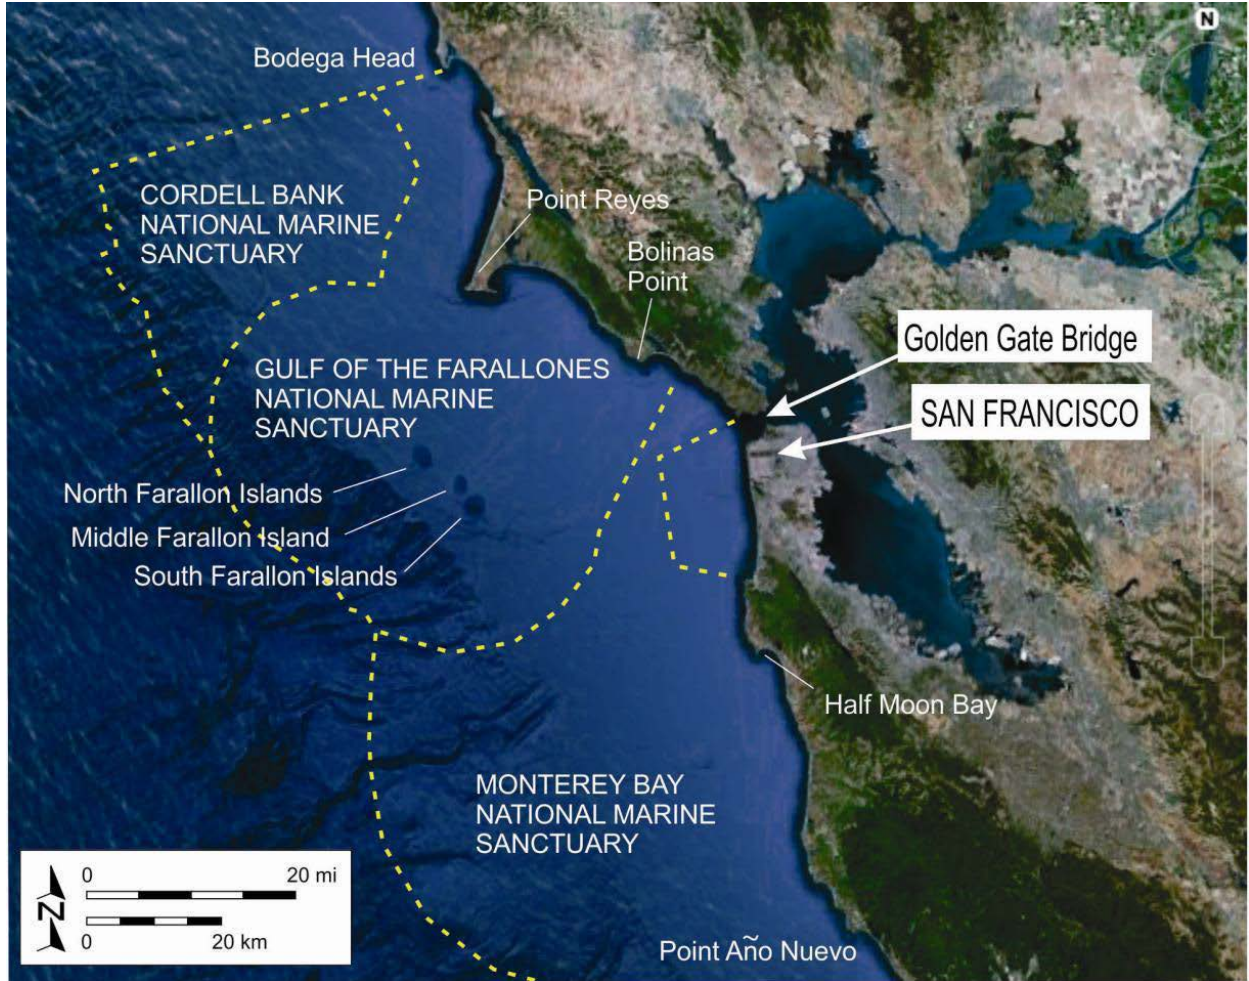 N
Bodega Head
CORDELL BANK
NATIONAL MARINE
SANCTUARY
Point Reyes
Bolinas
Point
Golden Gate Bridge
GULF OF THE FARALLONES
NATIONAL MARINE
SANCTUARY
SAN FRANCISCO
North Farallon Islands
Middle Farallon Island
South Farallon Islands
Half Moon Bay
MONTEREY BAY
NATIONAL MARINE
SANCTUARY
0 20 mi
N
0 20 km
Point Año Nuevo